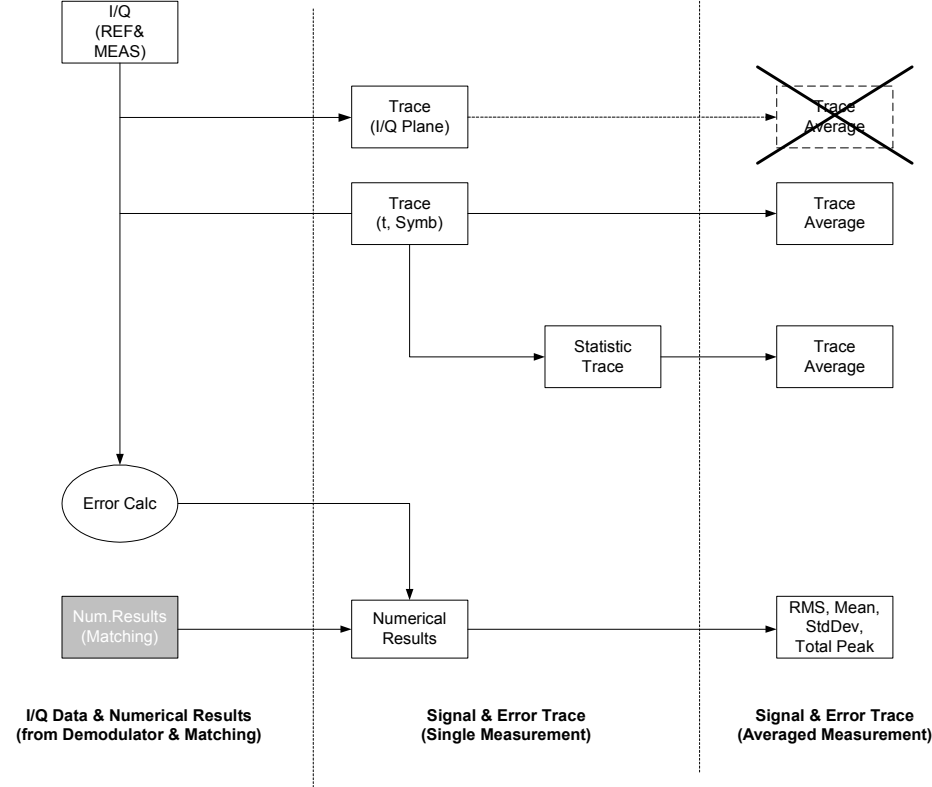 I/Q
(REF&
MEAS)
Trace
(I/Q Plane)
Trace
Average
Trace
(t, Symb)
Trace
Average
Statistic
Trace
Trace
Average
Error Calc
Num.Results
(Matching)
Numerical
Results
RMS, Mean,
StdDev,
Total Peak
I/Q Data & Numerical Results
(from Demodulator & Matching)
Signal & Error Trace
(Single Measurement)
Signal & Error Trace
(Averaged Measurement)